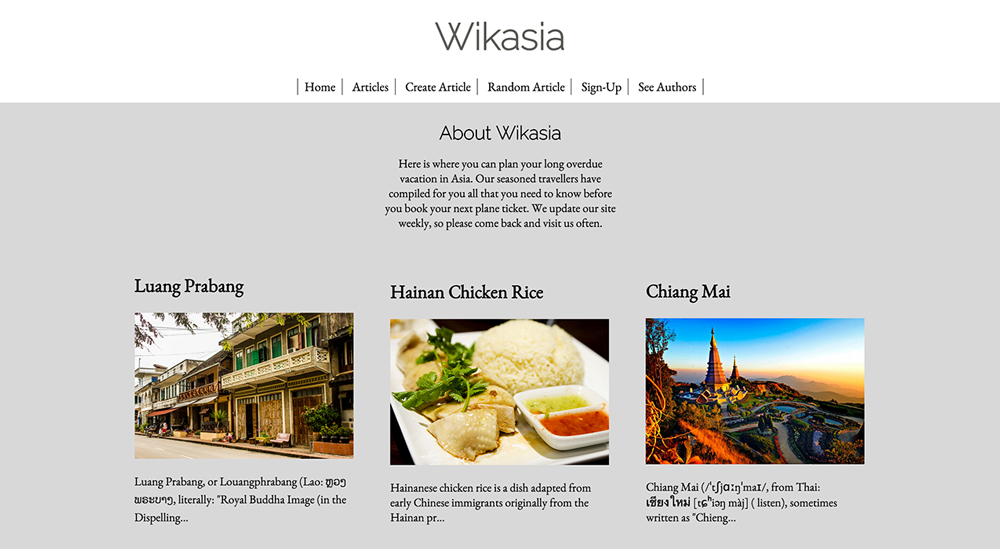 Wikasia
Home
Articles
Create Article
Random Article
Sign-Up
See Authors
About Wikasia
Here is where you can plan your long overdue
vacation in Asia. Our seasoned travellers have
compiled for you all that you need to know before
you book your next plane ticket. We update our site
weekly, so please come back and visit us often.
Luang Prabang
Luang Prabang, or Louangphrabang (Lao: ຫຼວງ
ພຣະບາງ, literally: "Royal Buddha Image (in the
Dispelling...
Hainan Chicken Rice
Hainanese chicken rice is a dish adapted from
early Chinese immigrants originally from the
Hainan pr...
Chiang Mai
Chiang Mai (/ˈtʃjɑːŋˈmaɪ/, from Thai:
เชียงใหม่ [tɕʰiəŋ màj] ( listen), sometimes
written as "Chieng...